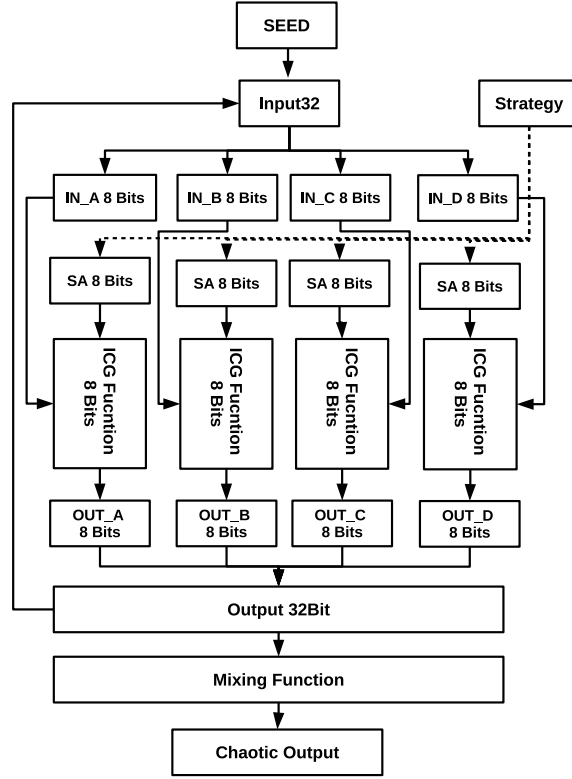 SEED
Input32
Strategy
IN_A 8 Bits
IN_B 8 Bits
IN_C 8 Bits
IN_D 8 Bits
SA 8 Bits
SA 8 Bits
SA 8 Bits
SA 8 Bits
ICG Fucntion
8 Bits
ICG Fucntion
8 Bits
ICG Fucntion
8 Bits
ICG Fucntion
8 Bits
OUT_A
8 Bits
OUT_B
8 Bits
OUT_C
8 Bits
OUT_D
8 Bits
Output 32Bit
Mixing Function
Chaotic Output